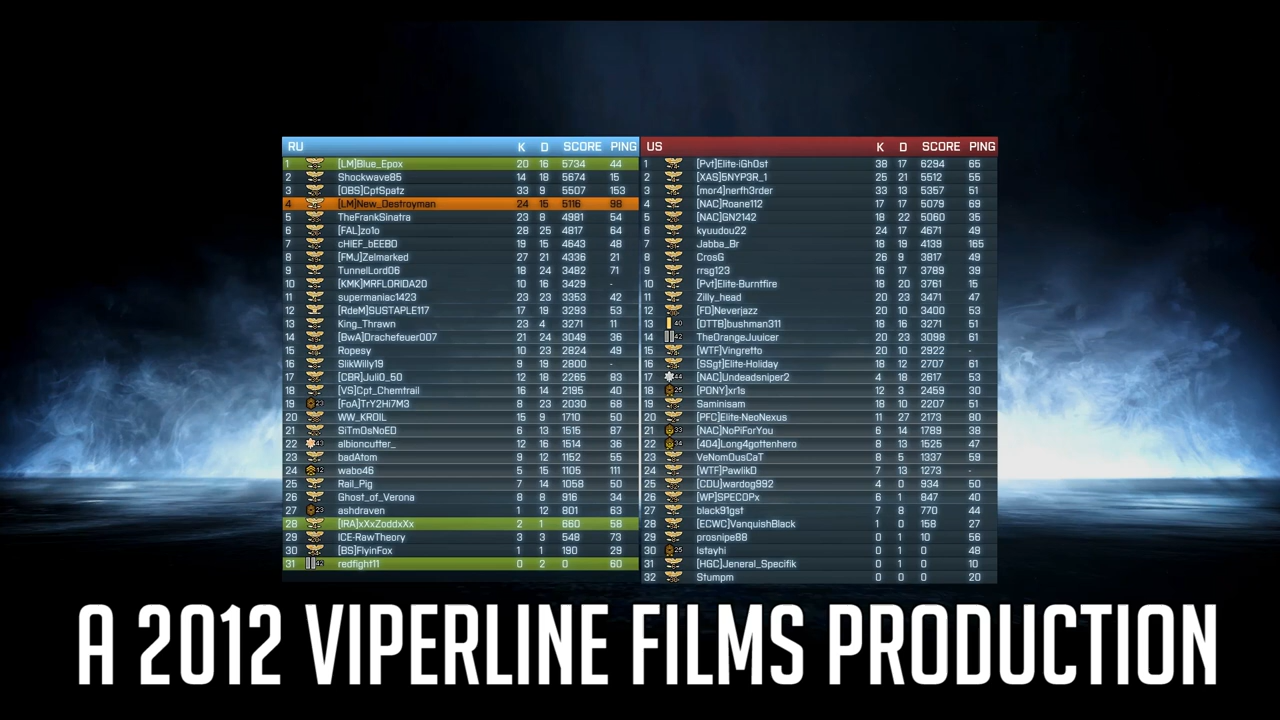 RU K D SCORE PING
1 [LM]Blue_Epox 20 16 5734 44
2 Shockwave85 14 18 5674 15
3 [OBS]CptSpatz 33 9 5507 153
4 [LM]New_Destroyman 24 15 5116 98
5 TheFrankSinatra 23 8 4981 54
6 [FAL]zo1o 28 25 4817 64
7 cHIEF_bEEBO 19 15 4643 48
8 [FMJ]Zelmarked 27 21 4336 21
9 TunnelLord06 18 24 3482 71
10 [KMK]MRFLORIDA20 10 16 3429 -
11 supermaniac1423 23 23 3353 42
12 [RdeM]SUSTAPLE117 17 19 3293 53
13 King_Thrawn 23 4 3271 11
14 [BwA]Drachefeuer007 21 24 3049 36
15 Ropesy 10 23 2824 49
16 SlikWilly19 9 19 2800 -
17 [CBR]Juli0_50 12 18 2265 83
18 [VS]Cpt_Chemtrail 16 14 2195 40
19 23 [FoA]TrY2Hi7M3 8 23 2030 68
20 WW_KROIL 15 9 1710 50
21 SiTmOsNoED 6 13 1515 87
22 43 albioncutter_ 12 16 1514 36
23 badAtom 9 12 1152 55
24 12 wabo46 5 15 1105 111
25 Rail_Pig 7 14 1058 50
26 Ghost_of_Verona 8 8 916 34
27 23 ashdraven 1 12 801 63
28 [IRA]xXxZoddxXx 2 1 660 58
29 ICE-RawTheory 3 3 548 73
30 [BS]FlyinFox 1 1 190 29
31 42 redfight11 0 2 0 60
US K D SCORE PING
1 [Pvt]Elite-iGh0st 38 17 6294 65
2 [XAS]5NYP3R_1 25 21 5512 55
3 [mor4]nerfh3rder 33 13 5357 51
4 [NAC]Roane112 17 17 5079 69
5 [NAC]GN2142 18 22 5060 35
6 kyuudou22 24 17 4671 49
7 Jabba_Br 18 19 4139 165
8 CrosG 26 9 3817 49
9 rrsg123 16 17 3789 39
10 [Pvt]Elite-Burntfire 18 20 3761 15
11 Zilly_head 20 23 3471 47
12 [FD]Neverjazz 20 10 3400 53
13 40 [DTTB]bushman311 18 16 3271 51
14 42 TheOrangeJuuicer 20 23 3098 61
15 [WTF]Vingretto 20 10 2922 -
16 [SSgt]Elite-Holiday 18 12 2707 61
17 44 [NAC]Undeadsniper2 4 18 2617 53
18 25 [PONY]xr1s 12 3 2459 30
19 Saminisam 18 10 2207 51
20 [PFC]Elite-NeoNexus 11 27 2173 80
21 33 [NAC]NoPiForYou 6 14 1789 38
22 34 [404]Long4gottenhero 8 13 1525 47
23 VeNomOusCaT 8 5 1337 59
24 [WTF]PawlikO 7 13 1273 -
25 [CDU]wardog992 4 0 934 50
26 [WP]SPECOPx 6 1 847 40
27 black91gst 7 8 770 44
28 [ECWC]VanquishBlack 1 0 158 27
29 prosnipe88 0 1 10 56
30 25 Istayhi 0 1 0 48
31 [HGC]Jeneral_Specifik 0 1 0 10
32 Stumpm 0 0 0 20
A 2012 VIPERLINE FILMS PRODUCTION